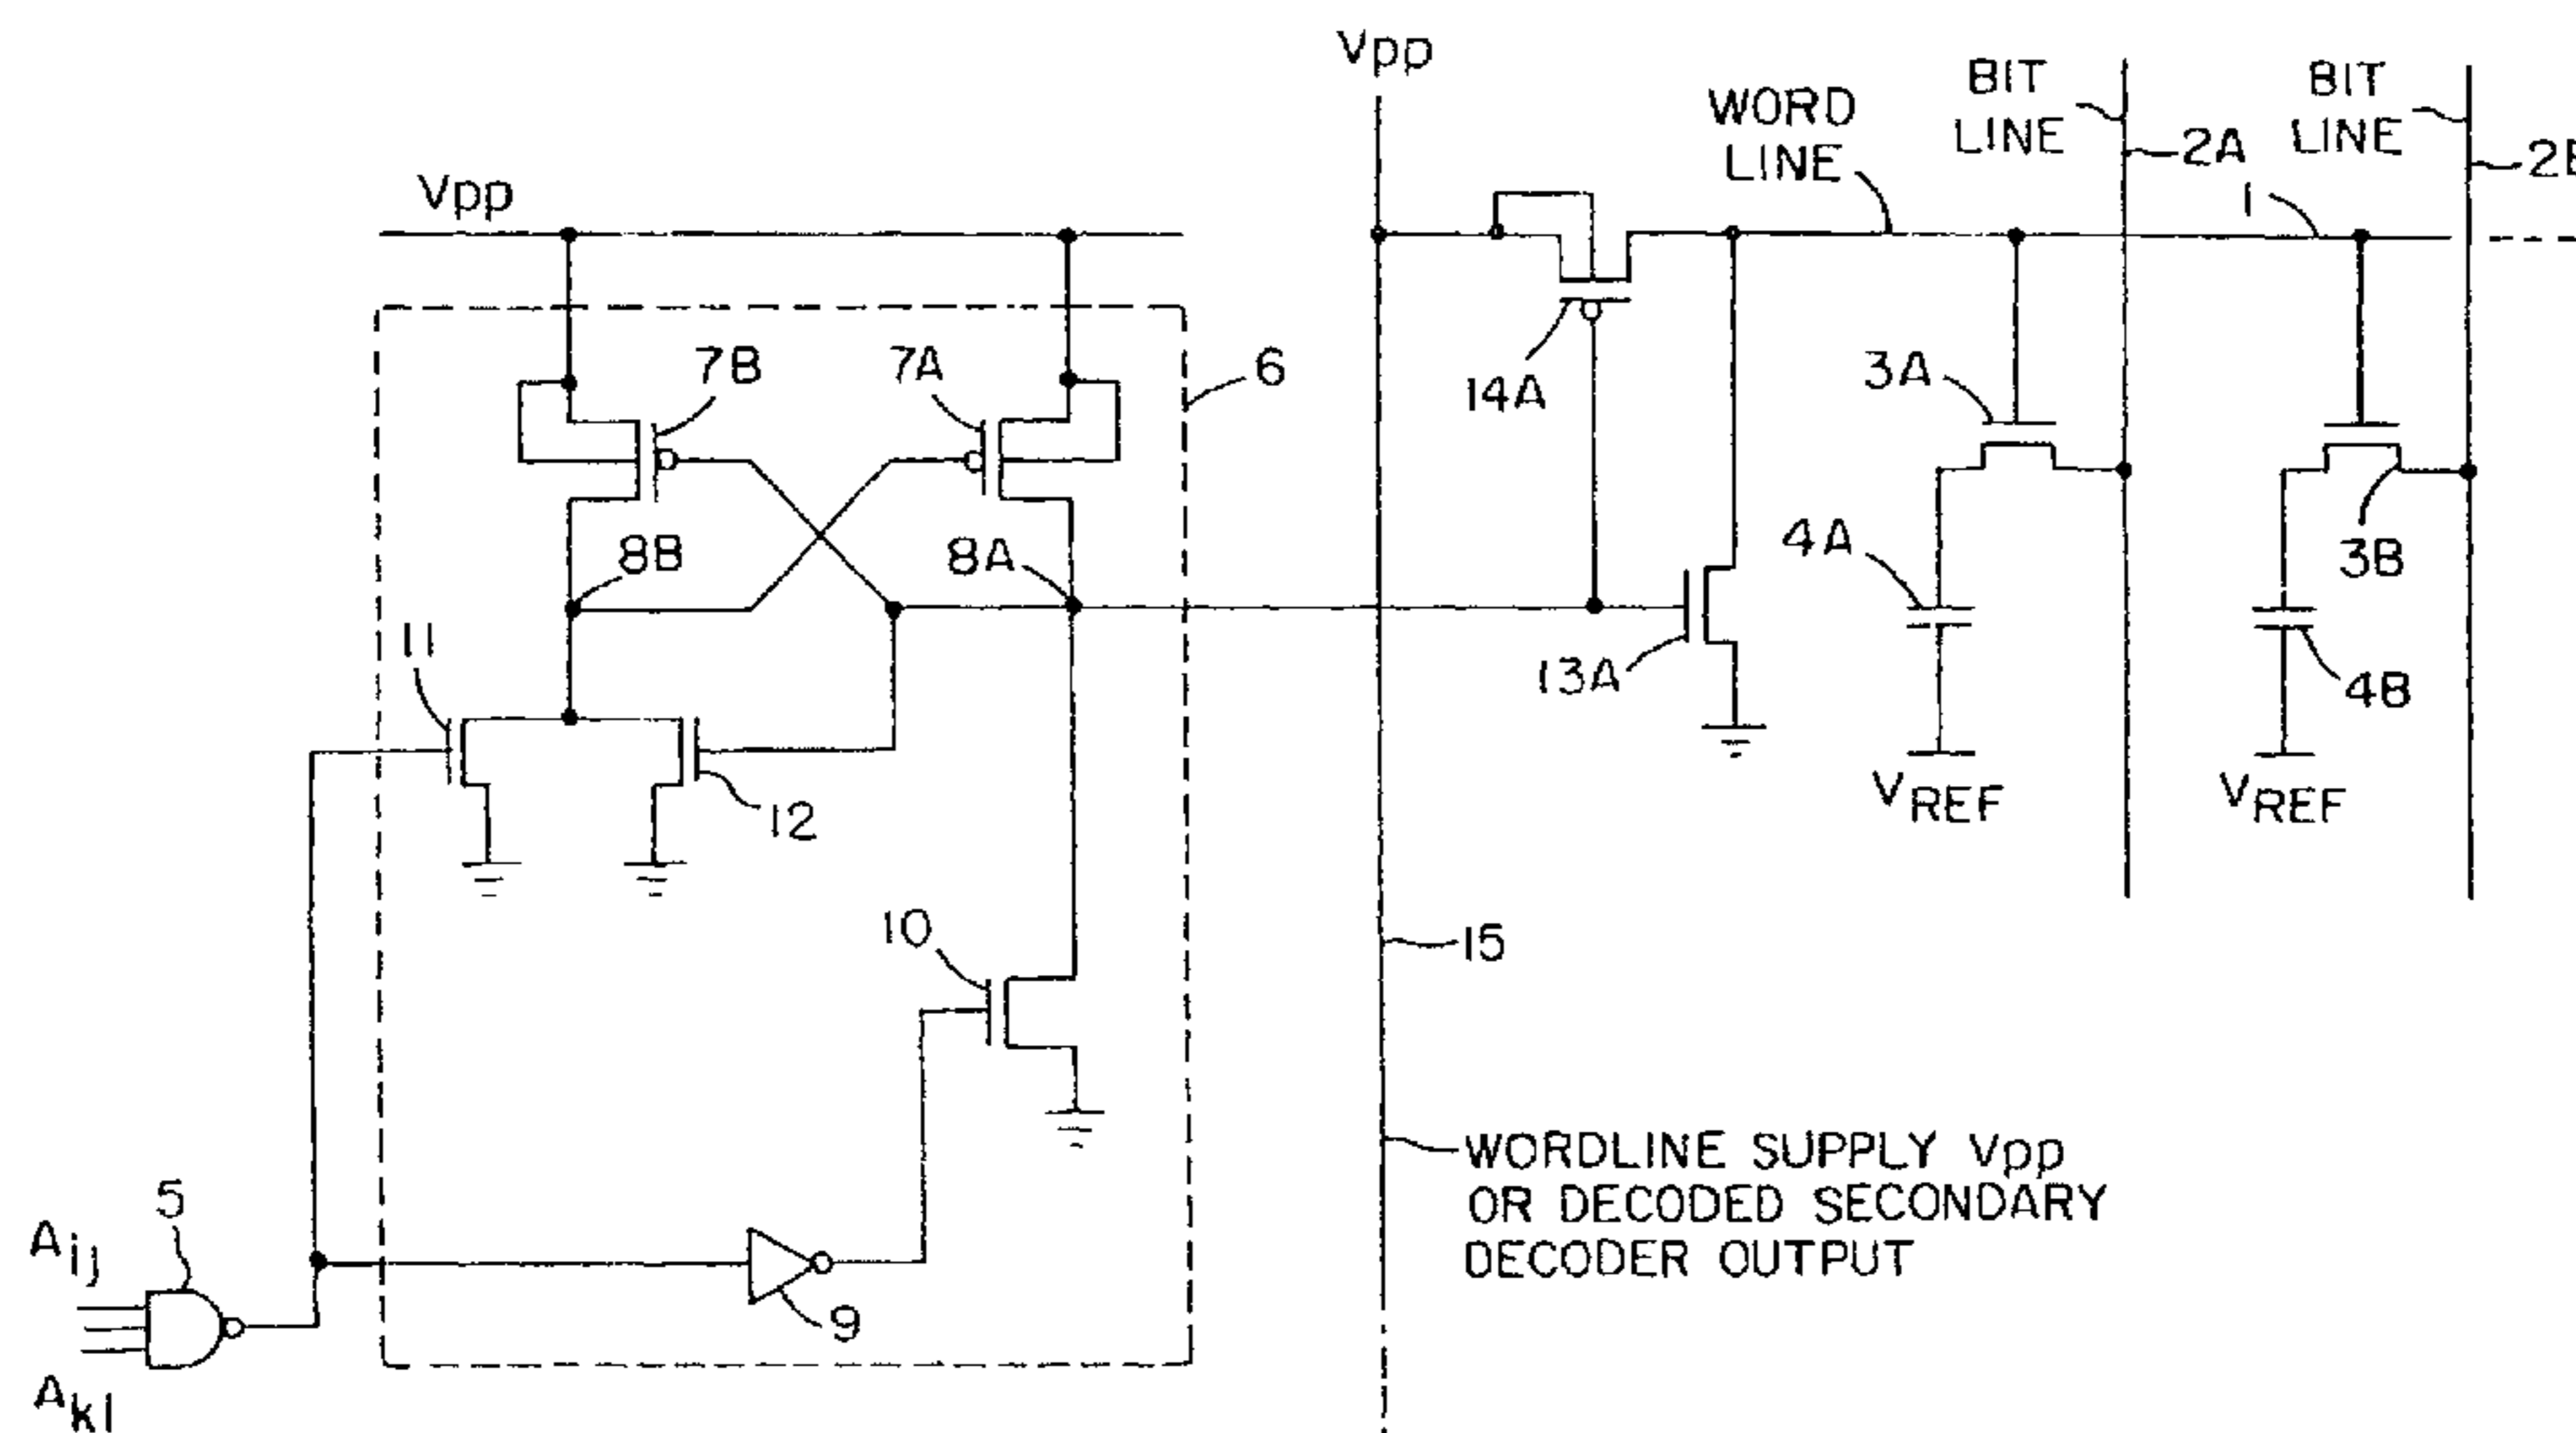 Vpp
WORD
LINE
BIT
LINE
2A
BIT
LINE
2B
1
Vpp
7B
7A
6
14A
3A
8B
8A
4A
3B
11
13A
4B
12
VREF
VREF
10
15
5
Aij
9
WORDLINE SUPPLY Vpp
OR DECODED SECONDARY
DECODER OUTPUT
Akl